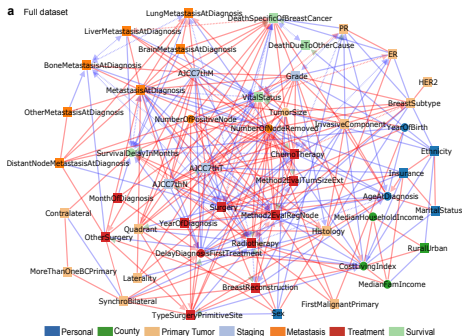 a Full dataset
LungMetastasisAtDiagnosis
DeathSpecificOfBreastCancer
PR
LiverMetastasisAtDiagnosis
BrainMetastasisAtDiagnosis
DeathDueToOtherCause
ER
BoneMetastasisAtDiagnosis
AJCC7thM
Grade
HER2
MetastasisAtDiagnosis
VitalStatus
BreastSubtype
TumorSize
OtherMetastasisAtDiagnosis
NumberOfPositiveNode
NumberOfNodeRemoved
InvasiveComponent
YearOfBirth
Ethnicity
SurvivalDelayInMonths
ChemoTherapy
DistantNodeMetastasisAtDiagnosis
AJCC7thT
Insurance
Method2EvalTumSizeExt
AJCC7thN
MonthOfDiagnosis
AgeAtDiagnosis
Surgery
MaritalStatus
Contralateral
Method2EvalRegNode
MedianHouseholdIncome
YearOfDiagnosis
Quadrant
Histology
OtherSurgery
Radiotherapy
RuralUrban
DelayDiagnosisFirstTreatment
CostLivingIndex
MoreThanOneBCPrimary
Laterality
BreastReconstruction
MedianFamIncome
SynchroBilateral
FirstMalignantPrimary
TypeSurgeryPrimitiveSite
Sex
Personal County Primary Tumor Staging Metastasis Treatment Survival